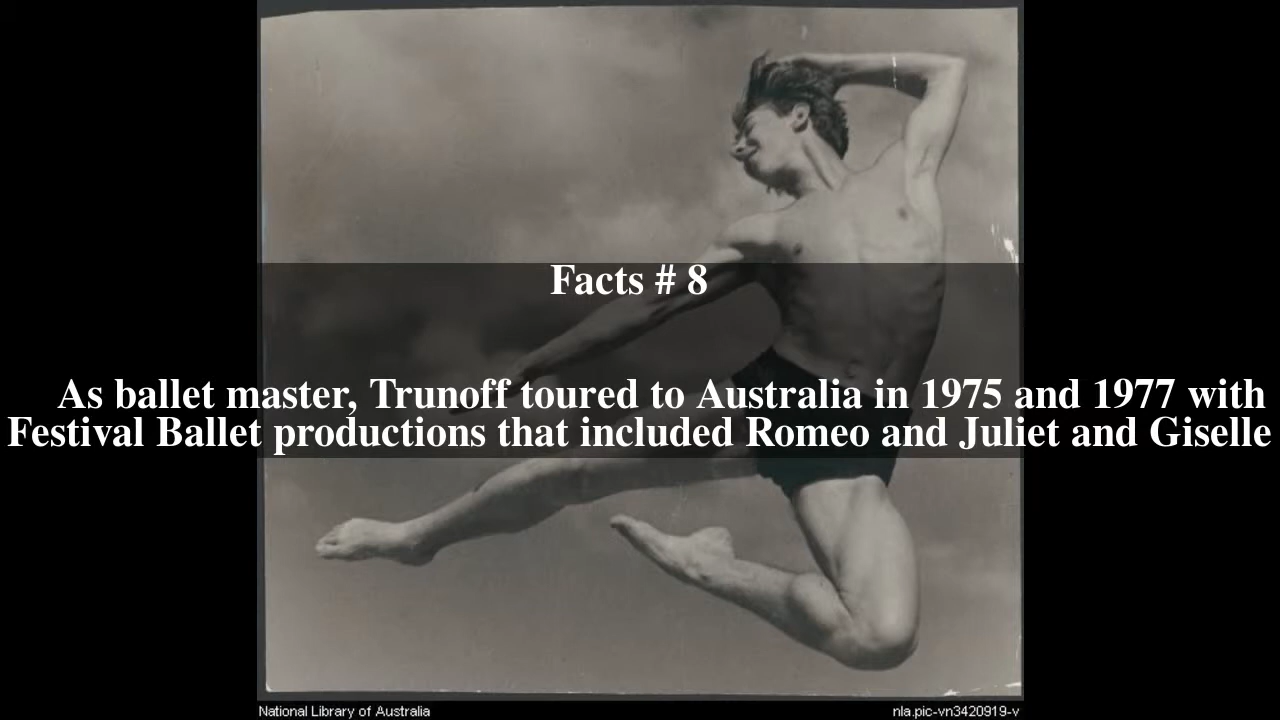 Facts # 8
As ballet master, Trunoff toured to Australia in 1975 and 1977 with
Festival Ballet productions that included Romeo and Juliet and Giselle
National Library of Australia
nla.pic-vn3420919-v